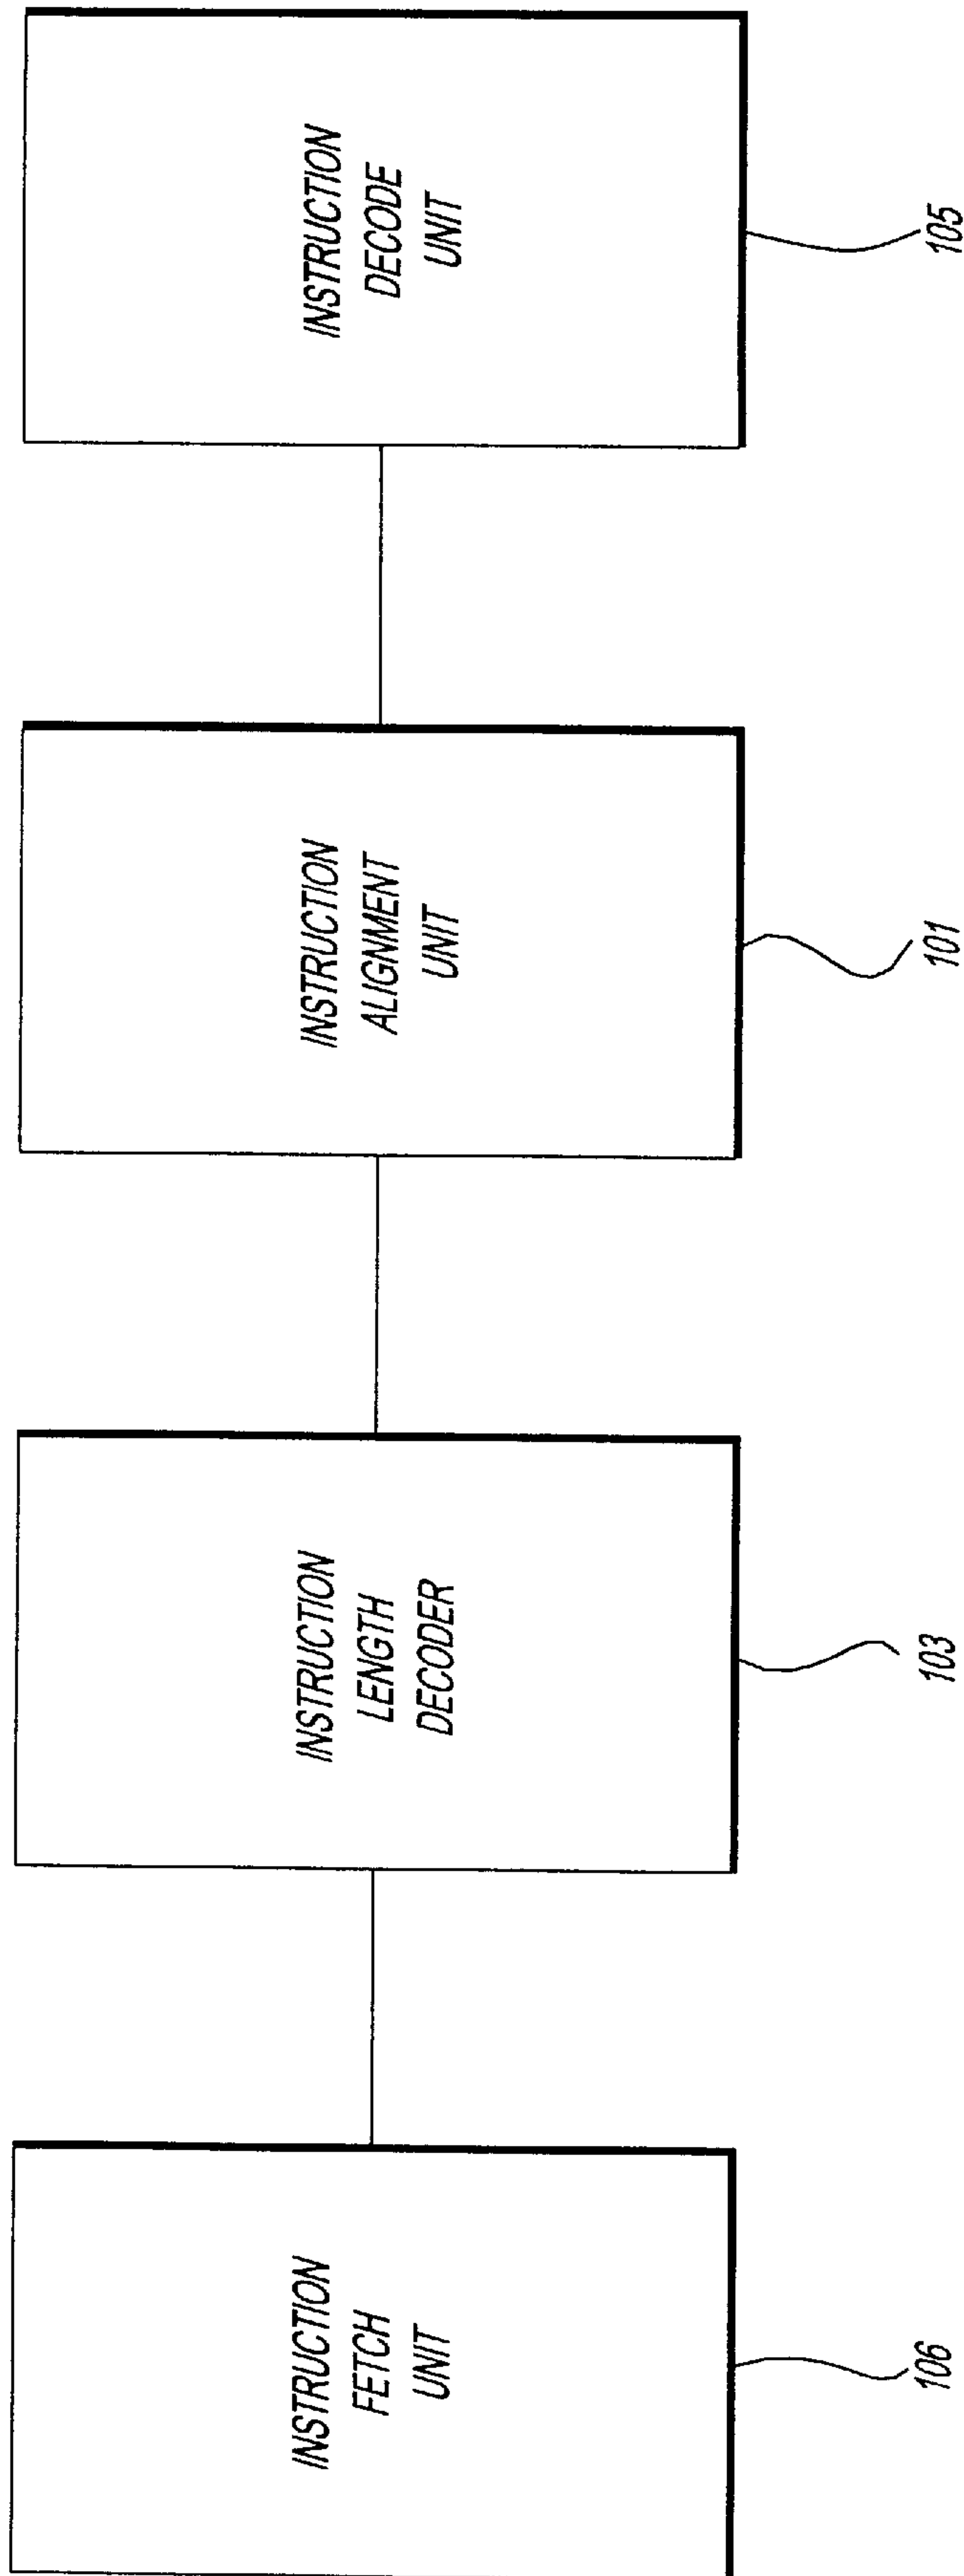 INSTRUCTION
FETCH
UNIT
106
INSTRUCTION
LENGTH
DECODER
103
INSTRUCTION
ALIGNMENT
UNIT
101
INSTRUCTION
DECODE
UNIT
105